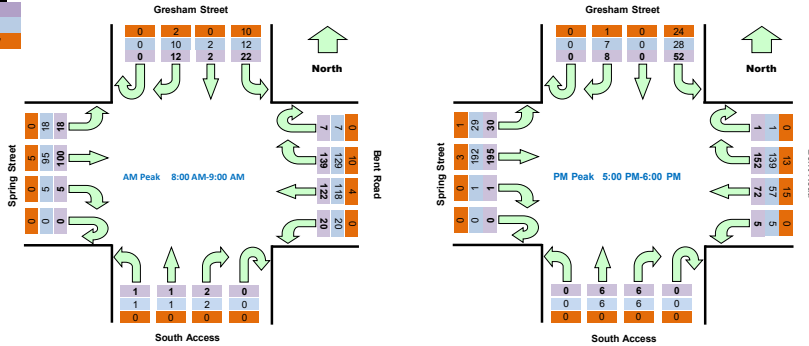 Gresham Street
0 2 0 10
0 10 2 12
0 12 2 22
North
Spring Street
0 18 18
5 95 100
0 5 5
0 0 0
AM Peak 8:00 AM-9:00 AM
7 7 0
139 129 10
122 118 4
20 20 0
Bent Road
1 1 2 0
1 1 2 0
0 0 0 0
South Access
Gresham Street
0 1 0 24
0 7 0 28
0 8 0 52
North
Spring Street
1 29 30
3 192 195
0 1 1
0 0 0
PM Peak 5:00 PM-6:00 PM
1 1 0
152 139 13
72 57 15
5 5 0
0 6 6 0
0 6 6 0
0 0 0 0
South Access